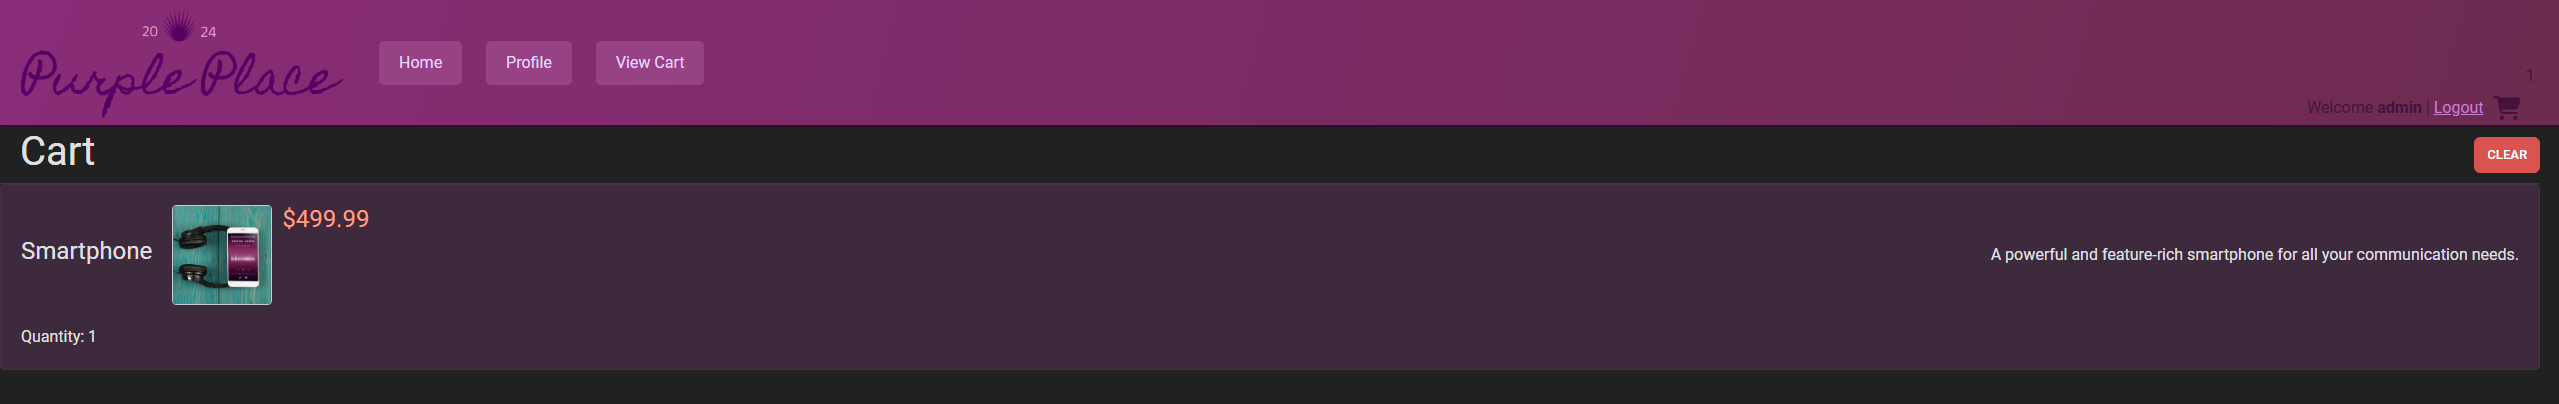 20 24
Purple Place
Home
Profile
View Cart
1
Welcome admin | Logout
Cart
CLEAR
Smartphone
$499.99
A powerful and feature-rich smartphone for all your communication needs.
Quantity: 1